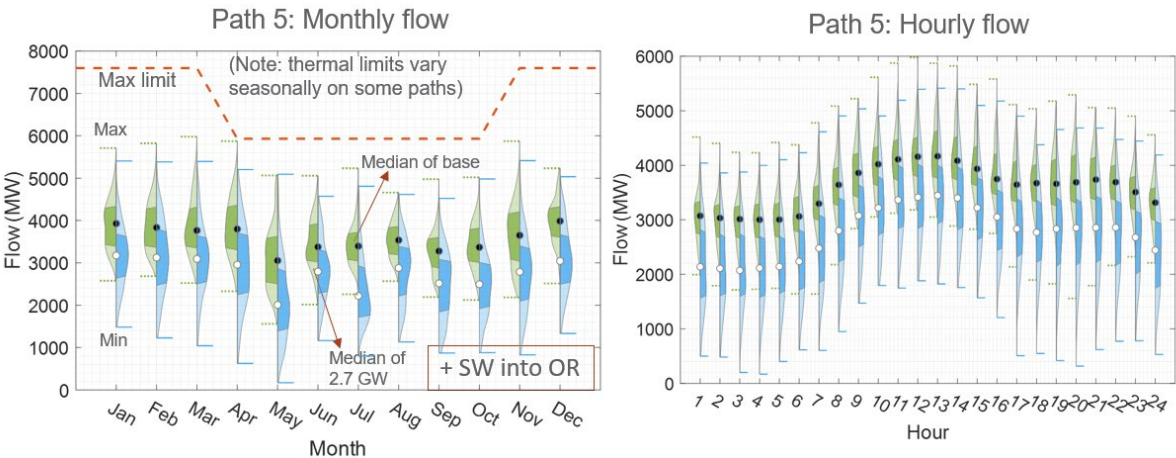 Path 5: Monthly flow
8000
7000
6000
5000
4000
3000
2000
1000
0
Flow (MW)
Max limit
(Note: thermal limits vary
seasonally on some paths)
Max
Median of base
Min
Median of
2.7 GW
+ SW into OR
Jan Feb Mar Apr May Jun Jul Aug Sep Oct Nov Dec
Month
Path 5: Hourly flow
6000
5000
4000
3000
2000
1000
0
Flow (MW)
1 2 3 4 5 6 7 8 9 10 11 12 13 14 15 16 17 18 19 20 21 22 23 24
Hour